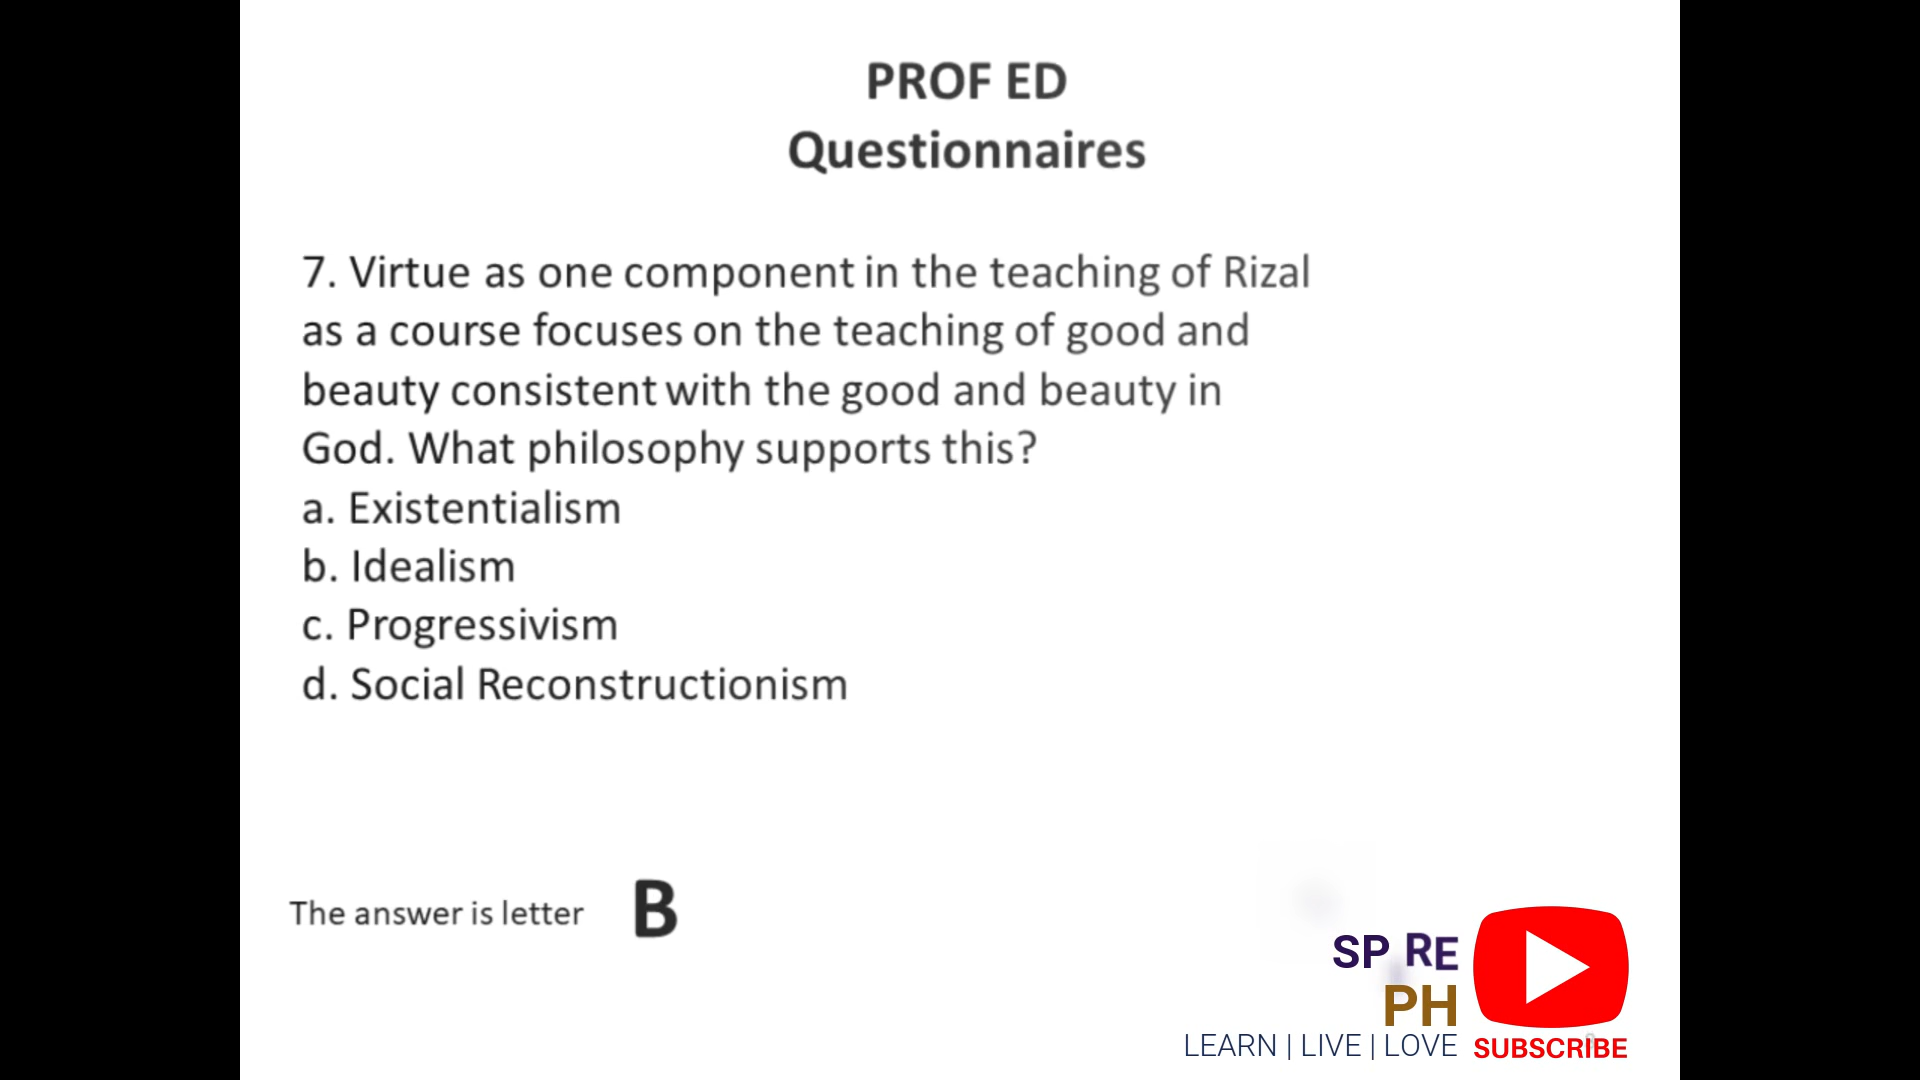 PROF ED
Questionnaires
7. Virtue as one component in the teaching of Rizal
as a course focuses on the teaching of good and
beauty consistent with the good and beauty in
God. What philosophy supports this?
a. Existentialism
b. Idealism
c. Progressivism
d. Social Reconstructionism
The answer is letter B
SP RE
PH
LEARN | LIVE | LOVE
SUBSCRIBE